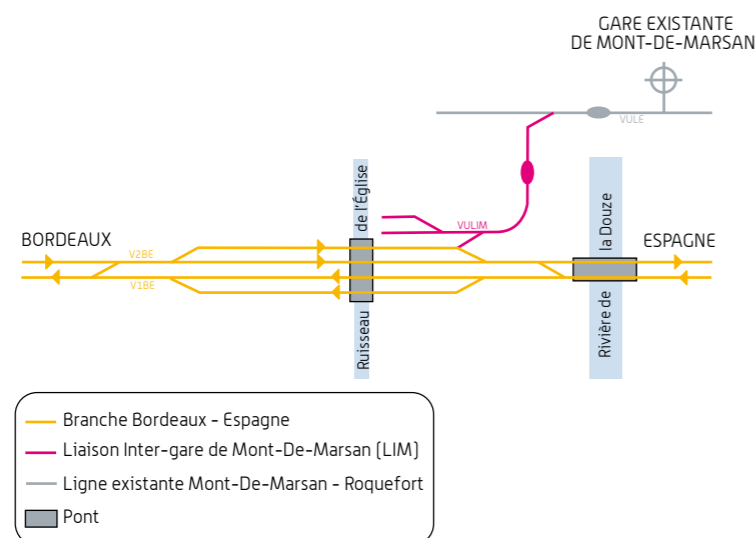 GARE EXISTANTE
DE MONT-DE-MARSAN
VULE
Ruisseau de l'Église
VULIM
Rivière de la Douze
BORDEAUX
ESPAGNE
V2BE
V1BE
Branche Bordeaux - Espagne
Liaison Inter-gare de Mont-De-Marsan (LIM)
Ligne existante Mont-De-Marsan - Roquefort
Pont